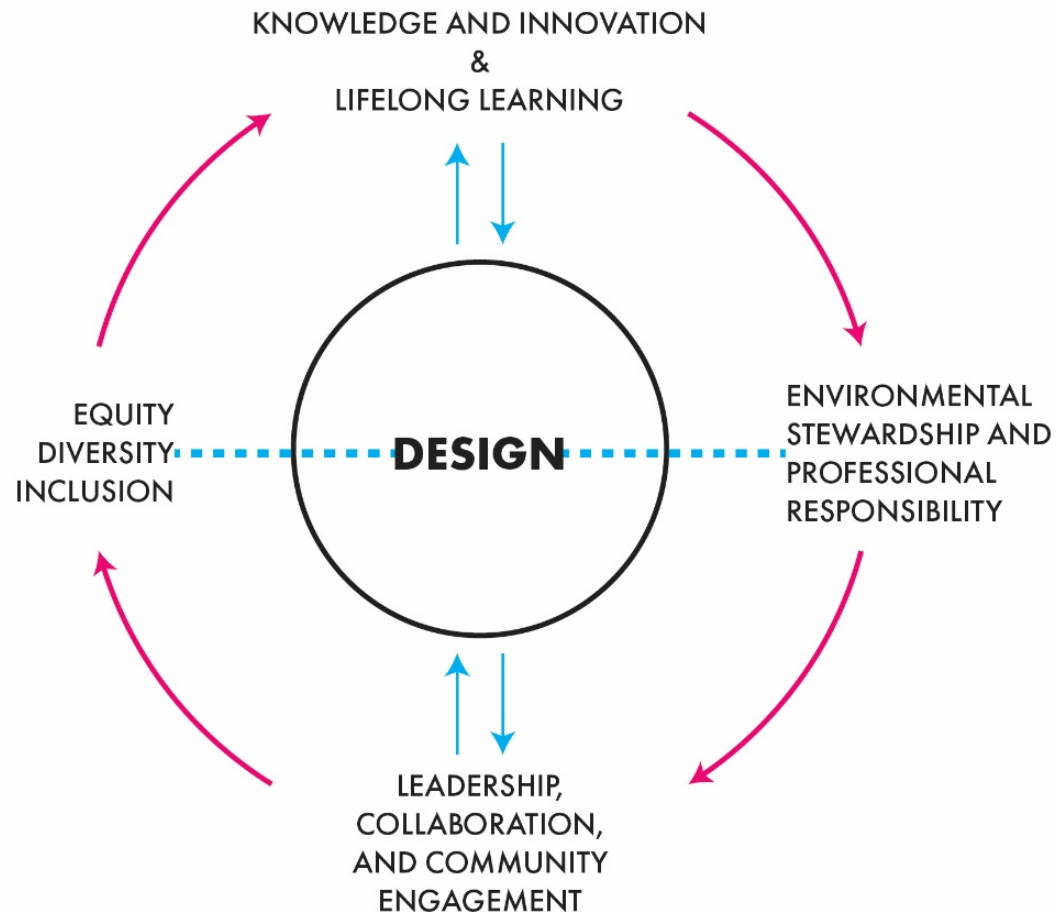 KNOWLEDGE AND INNOVATION
&
LIFELONG LEARNING
EQUITY
DIVERSITY
INCLUSION
DESIGN
ENVIRONMENTAL
STEWARDSHIP AND
PROFESSIONAL
RESPONSIBILITY
LEADERSHIP,
COLLABORATION,
AND COMMUNITY
ENGAGEMENT